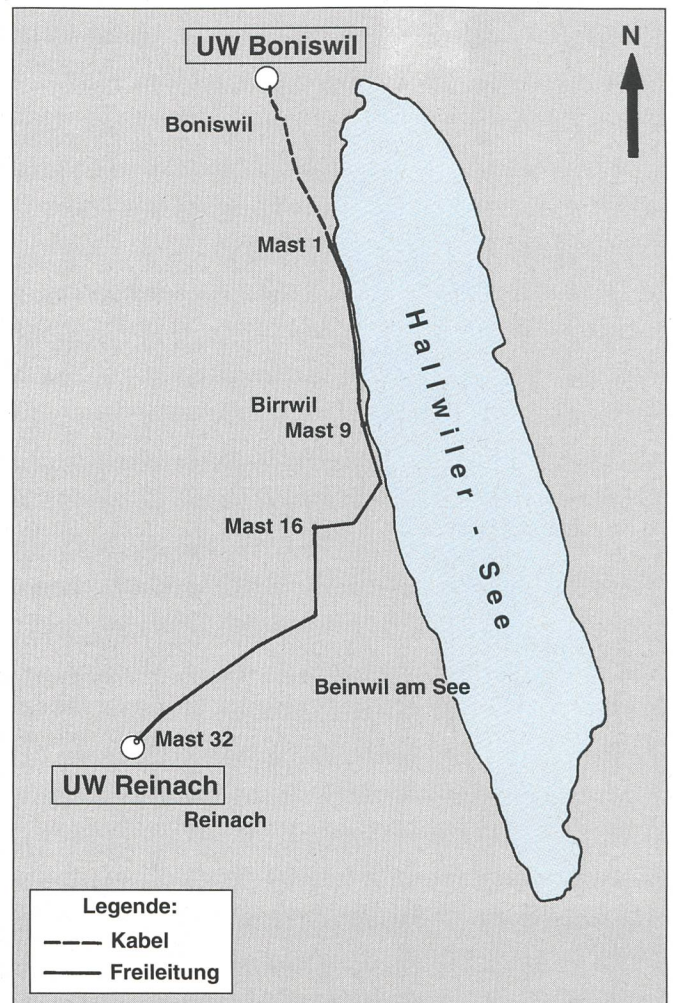 UW Boniswil
N
Boniswil
Mast 1
Hallwiler - See
Birrwil
Mast 9
Mast 16
Beinwil am See
Mast 32
UW Reinach
Reinach
Legende:
Kabel
Freileitung